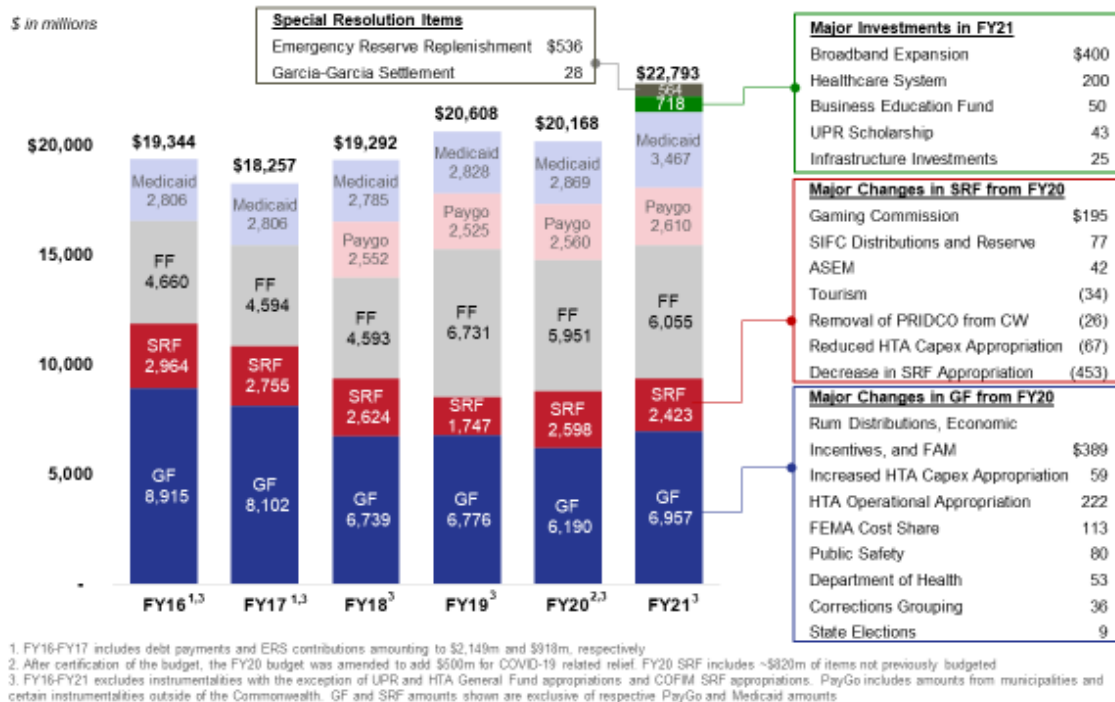 $ in millions
Special Resolution Items
Emergency Reserve Replenishment $536
Garcia-Garcia Settlement 28
$20,000
15,000
10,000
5,000
-
$19,344
Medicaid
2,806
FF
4,660
SRF
2,964
GF
8,915
FY16 1,3
$18,257
Medicaid
2,806
FF
4,594
SRF
2,755
GF
8,102
FY17 1,3
$19,292
Medicaid
2,785
Paygo
2,552
FF
4,593
SRF
2,624
GF
6,739
FY18 3
$20,608
Medicaid
2,828
Paygo
2,525
FF
6,731
SRF
1,747
GF
6,776
FY19 3
$20,168
Medicaid
2,869
Paygo
2,560
FF
5,951
SRF
2,598
GF
6,190
FY20 2,3
$22,793
564
718
Medicaid
3,467
Paygo
2,610
FF
6,055
SRF
2,423
GF
6,957
FY21 3
Major Investments in FY21
Broadband Expansion $400
Healthcare System 200
Business Education Fund 50
UPR Scholarship 43
Infrastructure Investments 25
Major Changes in SRF from FY20
Gaming Commission $195
SIFC Distributions and Reserve 77
ASEM 42
Tourism (34)
Removal of PRIDCO from CW (26)
Reduced HTA Capex Appropriation (67)
Decrease in SRF Appropriation (453)
Major Changes in GF from FY20
Rum Distributions, Economic
Incentives, and FAM $389
Increased HTA Capex Appropriation 59
HTA Operational Appropriation 222
FEMA Cost Share 113
Public Safety 80
Department of Health 53
Corrections Grouping 36
State Elections 9
1. FY16-FY17 includes debt payments and ERS contributions amounting to $2,149m and $918m, respectively
2. After certification of the budget, the FY20 budget was amended to add $500m for COVID-19 related relief. FY20 SRF includes ~$820m of items not previously budgeted
3. FY16-FY21 excludes instrumentalities with the exception of UPR and HTA General Fund appropriations and COFIM SRF appropriations. PayGo includes amounts from municipalities and
certain instrumentalities outside of the Commonwealth. GF and SRF amounts shown are exclusive of respective PayGo and Medicaid amounts